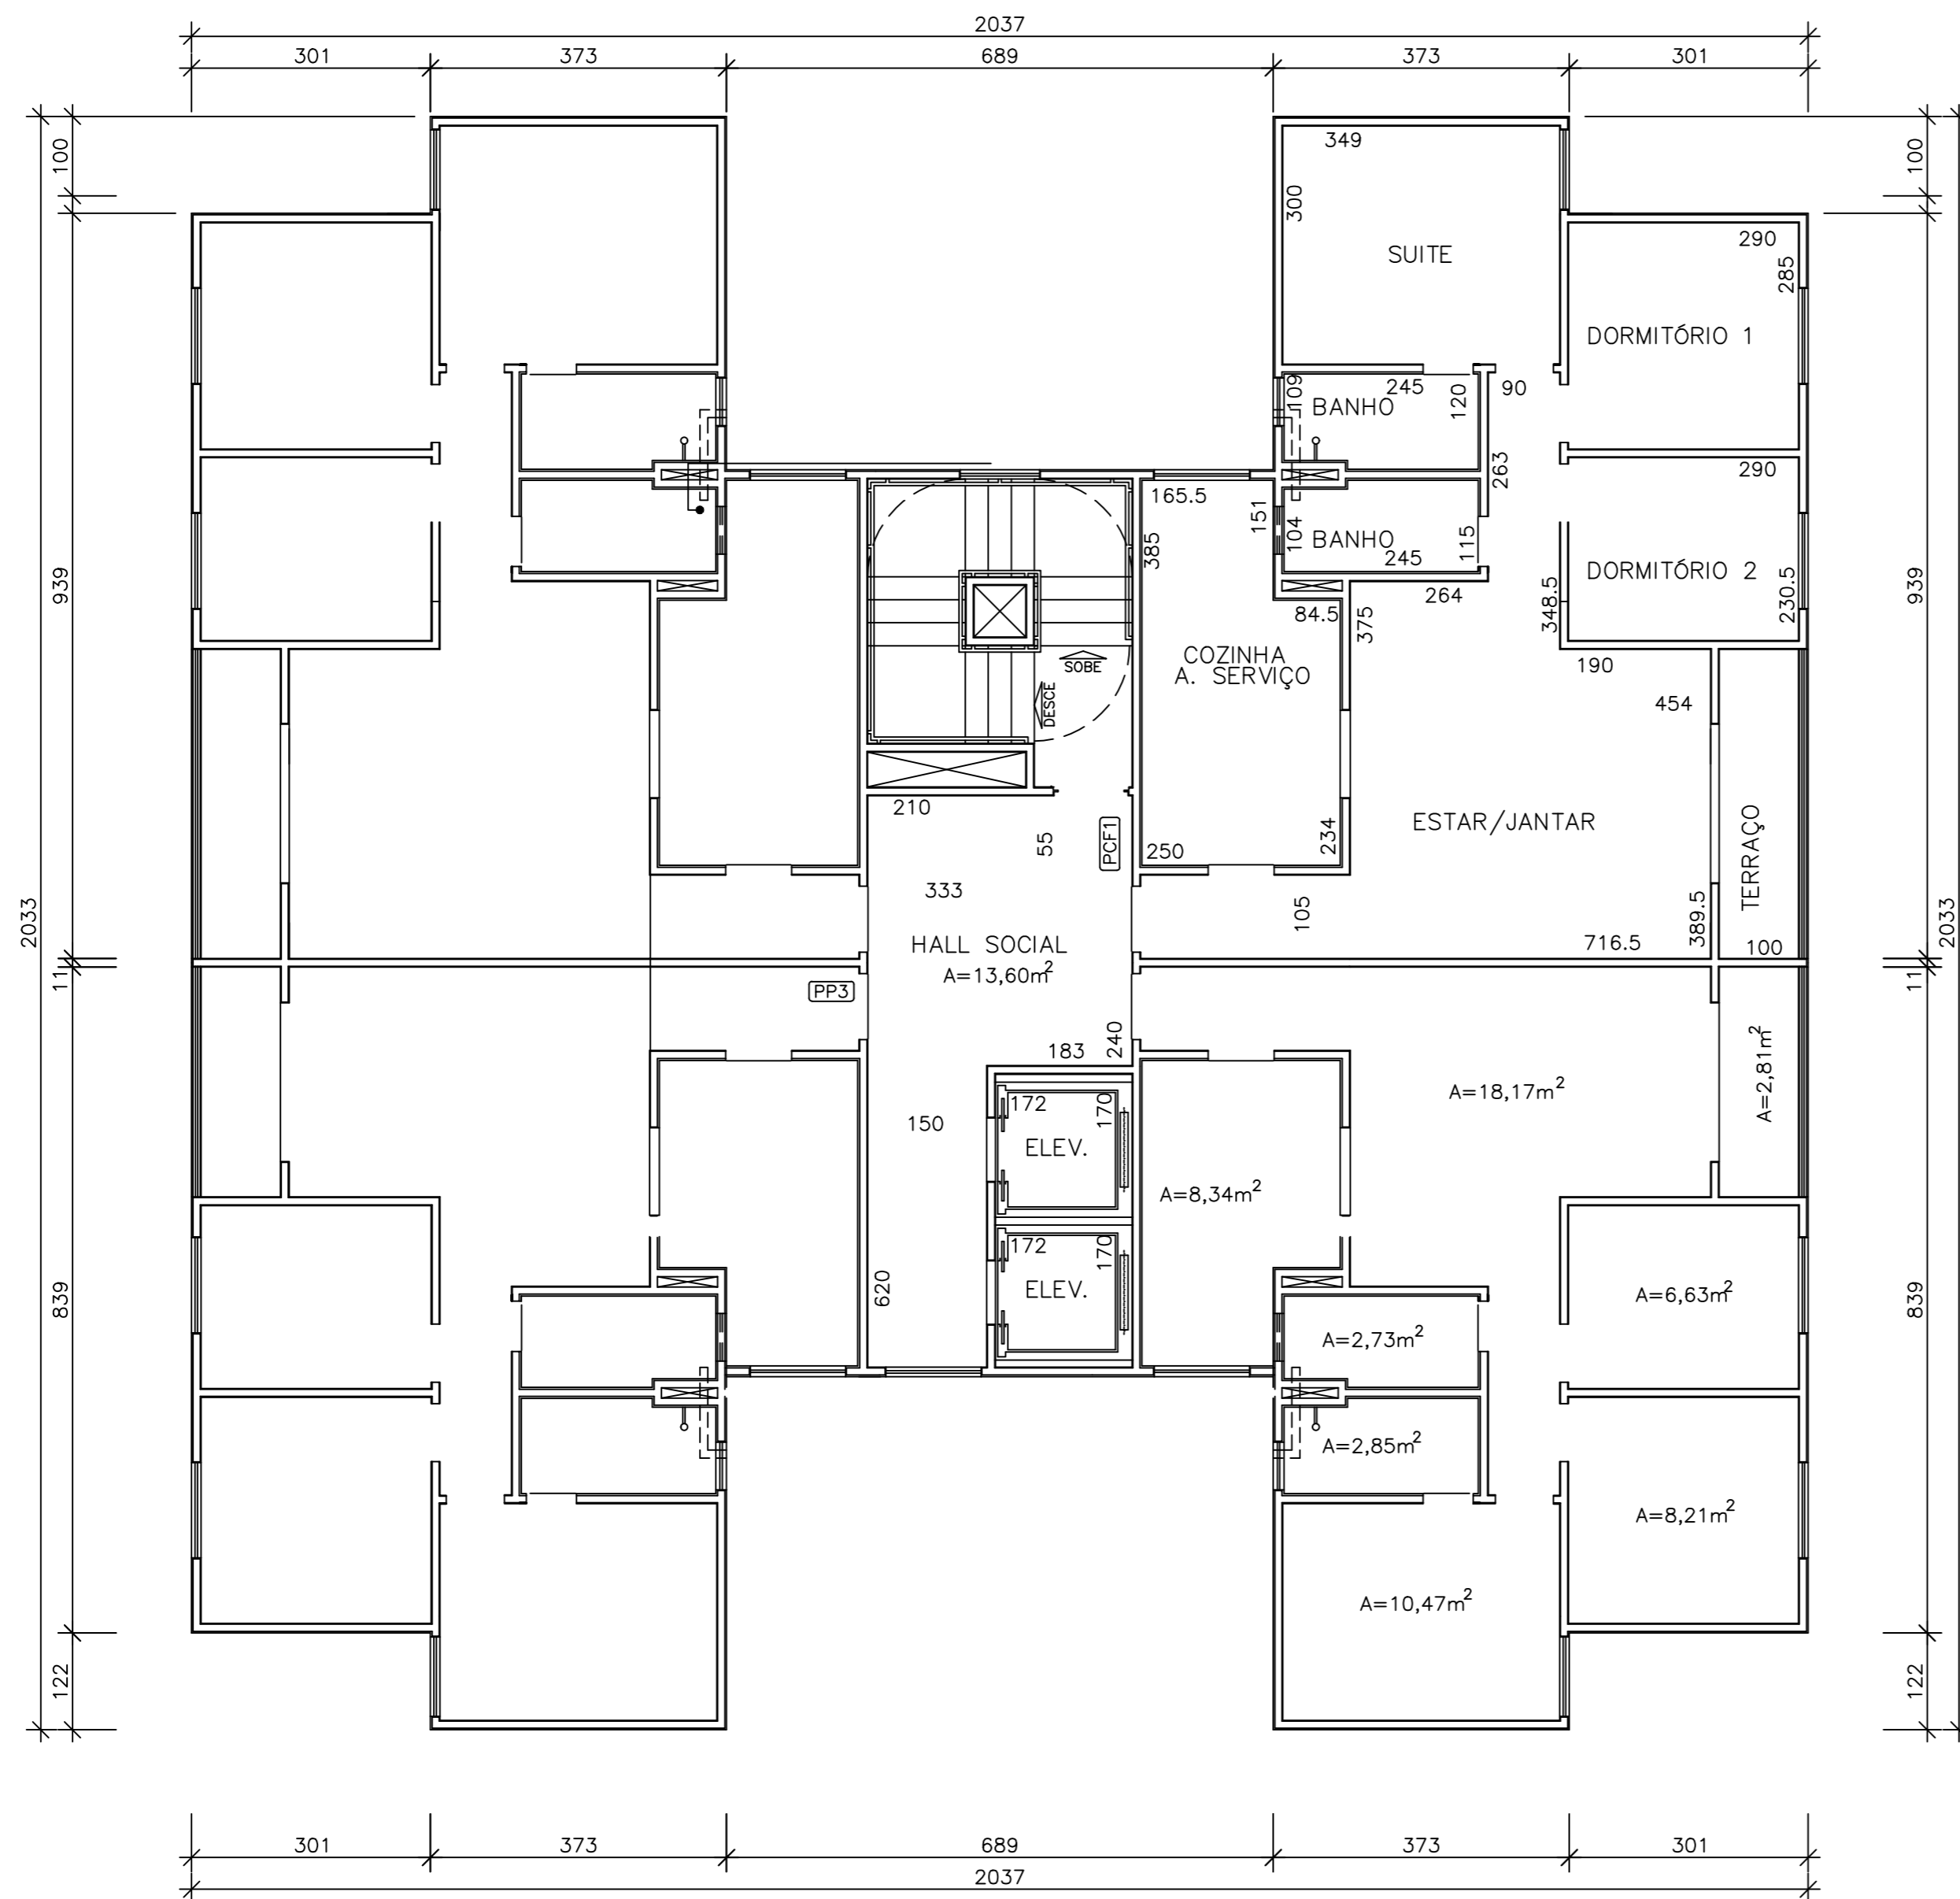 2037
301 373 689 373 301
100
349
100
300
SUITE
290
285
DORMITÓRIO 1
109
245
120
90
BANHO
263
290
165.5
151
104
BANHO
115
245
385
939
DORMITÓRIO 2
230.5
939
264
348.5
84.5
375
COZINHA
A. SERVIÇO
SOBE
DESCE
190
454
210
55
PCF1
250
234
ESTAR/JANTAR
TERRAÇO
333
105
389.5
2033
2033
HALL SOCIAL
716.5
100
A=13,60m²
11
PP3
11
183
240
A=18,17m²
A=2,81m²
172
170
150
ELEV.
A=8,34m²
172
170
620
ELEV.
839
A=6,63m²
839
A=2,73m²
A=2,85m²
A=8,21m²
A=10,47m²
122
122
301 373 689 373 301
2037